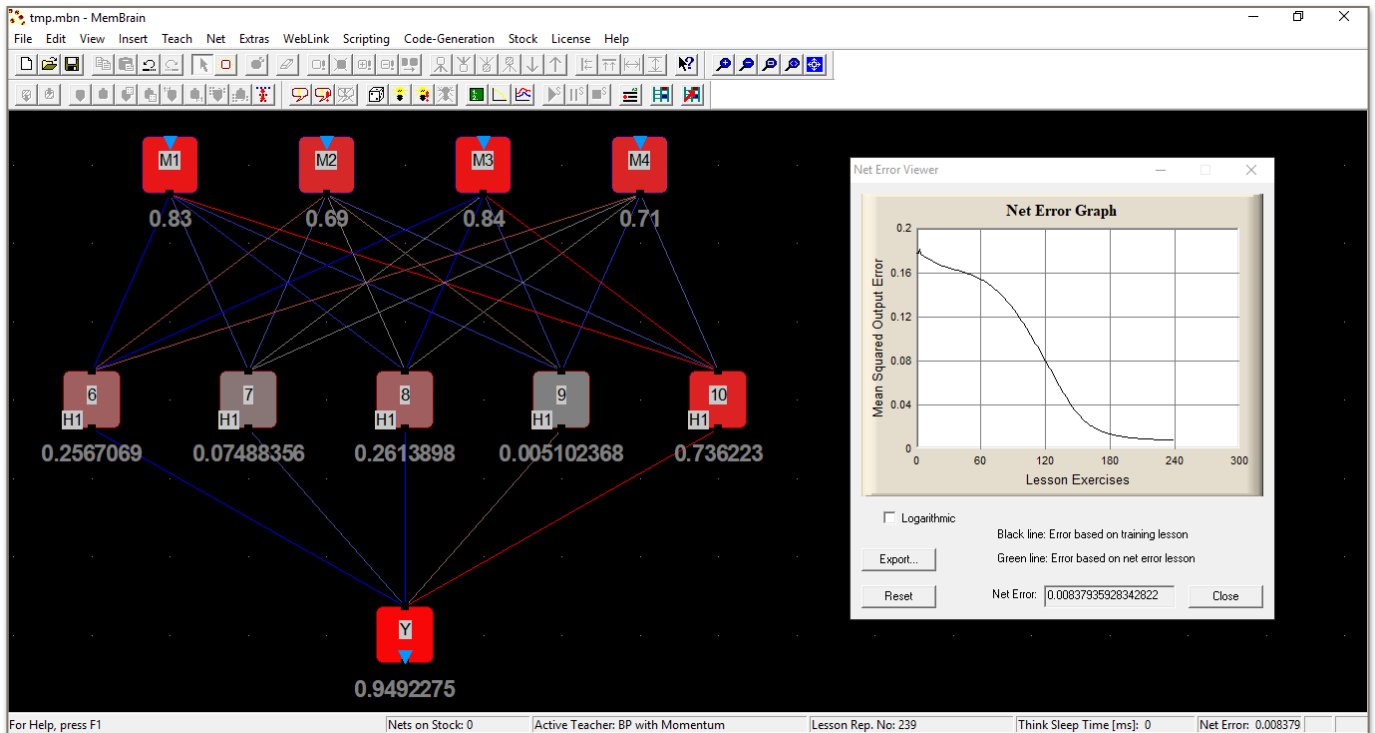 tmp.mbn - MemBrain
File Edit View Insert Teach Net Extras WebLink Scripting Code-Generation Stock License Help
M1 M2 M3 M4
0.83 0.69 0.84 0.71
6 7 8 9 10
H1 H1 H1 H1 H1
0.2567069 0.07488356 0.2613898 0.005102368 0.736223
Y
0.9492275
Net Error Viewer
Net Error Graph
Mean Squared Output Error
0.2
0.16
0.12
0.08
0.04
0
0 60 120 180 240 300
Lesson Exercises
Logarithmic
Black line: Error based on training lesson
Export... Green line: Error based on net error lesson
Reset Net Error: 0.00837935928342822 Close
For Help, press F1 Nets on Stock: 0 Active Teacher: BP with Momentum Lesson Rep. No: 239 Think Sleep Time [ms]: 0 Net Error: 0.008379